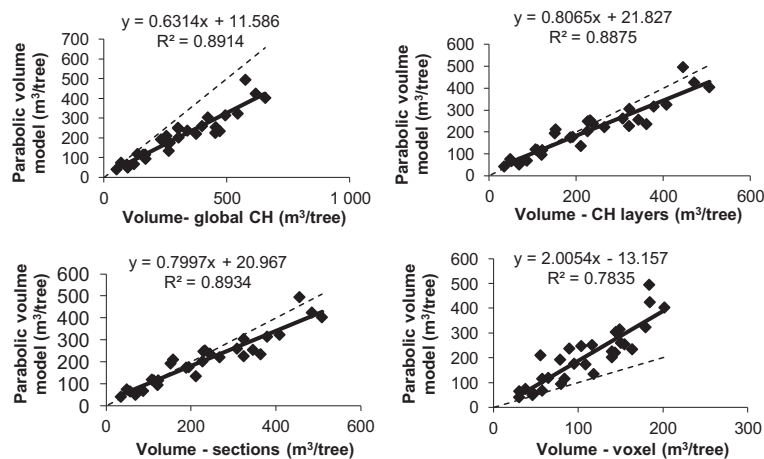 y = 0.6314x + 11.586
R² = 0.8914
Parabolic voulme
model (m³/tree)
700
600
500
400
300
200
100
0
0 500 1 000
Volume- global CH (m³/tree)
y = 0.8065x + 21.827
R² = 0.8875
Parabolic voulme
model (m³/tree)
600
500
400
300
200
100
0
0 200 400 600
Volume - CH layers (m³/tree)
y = 0.7997x + 20.967
R² = 0.8934
Parabolic voulme
model (m³/tree)
600
500
400
300
200
100
0
0 200 400 600
Volume - sections (m³/tree)
y = 2.0054x - 13.157
R² = 0.7835
Parabolic volume
model (m³/tree)
600
500
400
300
200
100
0
0 100 200 300
Volume - voxel (m³/tree)